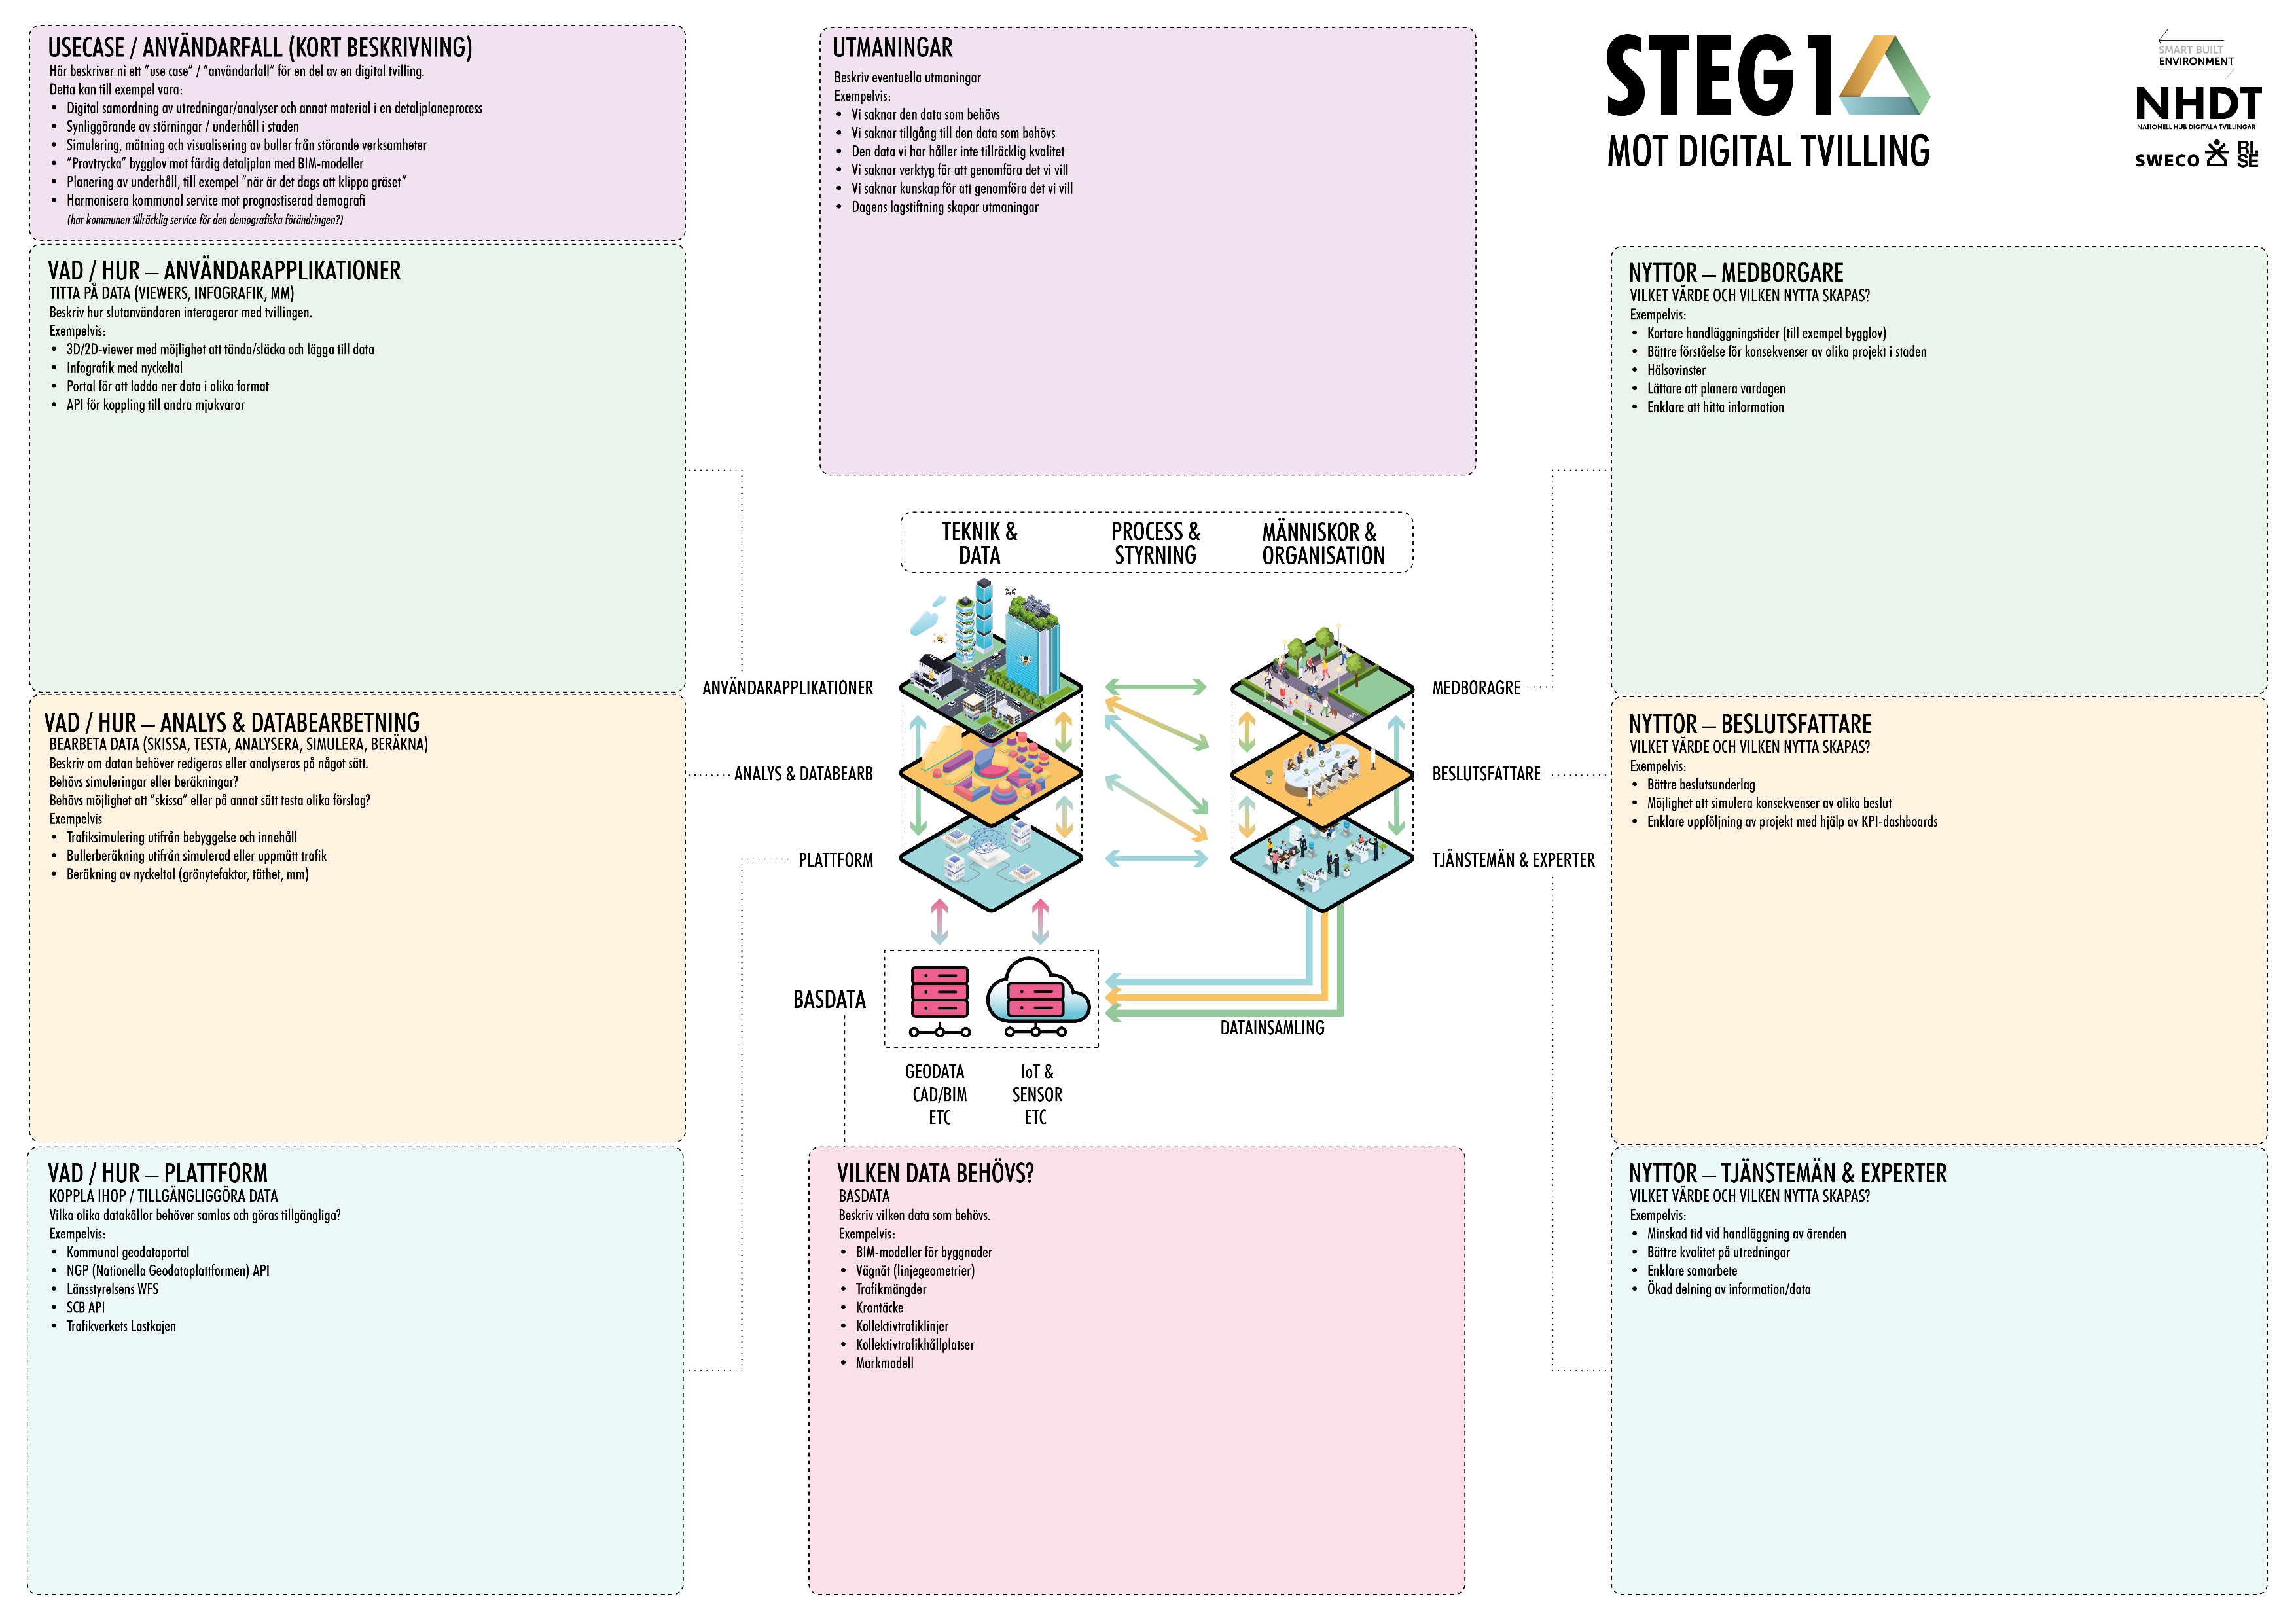 USECASE / ANVÄNDARFALL (KORT BESKRIVNING)
Här beskriver ni ett ”use case” / ”användarfall” för en del av en digital tvilling.
Detta kan till exempel vara:
• Digital samordning av utredningar/analyser och annat material i en detaljplaneprocess
• Synliggörande av störningar / underhåll i staden
• Simulering, mätning och visualisering av buller från störande verksamheter
• ”Provtrycka” bygglov mot färdig detaljplan med BIM-modeller
• Planering av underhåll, till exempel ”när är det dags att klippa gräset”
• Harmonisera kommunal service mot prognostiserad demografi
(har kommunen tillräcklig service för den demografiska förändringen?)
VAD / HUR – ANVÄNDARAPPLIKATIONER
TITTA PÅ DATA (VIEWERS, INFOGRAFIK, MM)
Beskriv hur slutanvändaren interagerar med tvillingen.
Exempelvis:
• 3D/2D-viewer med möjlighet att tända/släcka och lägga till data
• Infografik med nyckeltal
• Portal för att ladda ner data i olika format
• API för koppling till andra mjukvaror
VAD / HUR – ANALYS & DATABEARBETNING
BEARBETA DATA (SKISSA, TESTA, ANALYSERA, SIMULERA, BERÄKNA)
Beskriv om datan behöver redigeras eller analyseras på något sätt.
Behövs simuleringar eller beräkningar?
Behövs möjlighet att ”skissa” eller på annat sätt testa olika förslag?
Exempelvis
• Trafiksimulering utifrån bebyggelse och innehåll
• Bullerberäkning utifrån simulerad eller uppmätt trafik
• Beräkning av nyckeltal (grönytefaktor, täthet, mm)
VAD / HUR – PLATTFORM
KOPPLA IHOP / TILLGÄNGLIGGÖRA DATA
Vilka olika datakällor behöver samlas och göras tillgängliga?
Exempelvis:
• Kommunal geodataportal
• NGP (Nationella Geodataplattformen) API
• Länsstyrelsens WFS
• SCB API
• Trafikverkets Lastkajen
UTMANINGAR
Beskriv eventuella utmaningar
Exempelvis:
• Vi saknar den data som behövs
• Vi saknar tillgång till den data som behövs
• Den data vi har håller inte tillräcklig kvalitet
• Vi saknar verktyg för att genomföra det vi vill
• Vi saknar kunskap för att genomföra det vi vill
• Dagens lagstiftning skapar utmaningar
TEKNIK &
DATA
PROCESS &
STYRNING
MÄNNISKOR &
ORGANISATION
ANVÄNDARAPPLIKATIONER
ANALYS & DATABEARB
PLATTFORM
MEDBORAGRE
BESLUTSFATTARE
TJÄNSTEMÄN & EXPERTER
BASDATA
DATAINSAMLING
GEODATA
CAD/BIM
ETC
IoT &
SENSOR
ETC
VILKEN DATA BEHÖVS?
BASDATA
Beskriv vilken data som behövs.
Exempelvis:
• BIM-modeller för byggnader
• Vägnät (linjegeometrier)
• Trafikmängder
• Krontäcke
• Kollektivtrafiklinjer
• Kollektivtrafikhållplatser
• Markmodell
STEG 1
MOT DIGITAL TVILLING
SMART BUILT
ENVIRONMENT
NHDT
NATIONELL HUB DIGITALA TVILLINGAR
SWECO
RI.
SE
NYTTOR – MEDBORGARE
VILKET VÄRDE OCH VILKEN NYTTA SKAPAS?
Exempelvis:
• Kortare handläggningstider (till exempel bygglov)
• Bättre förståelse för konsekvenser av olika projekt i staden
• Hälsovinster
• Lättare att planera vardagen
• Enklare att hitta information
NYTTOR – BESLUTSFATTARE
VILKET VÄRDE OCH VILKEN NYTTA SKAPAS?
Exempelvis:
• Bättre beslutsunderlag
• Möjlighet att simulera konsekvenser av olika beslut
• Enklare uppföljning av projekt med hjälp av KPI-dashboards
NYTTOR – TJÄNSTEMÄN & EXPERTER
VILKET VÄRDE OCH VILKEN NYTTA SKAPAS?
Exempelvis:
• Minskad tid vid handläggning av ärenden
• Bättre kvalitet på utredningar
• Enklare samarbete
• Ökad delning av information/data